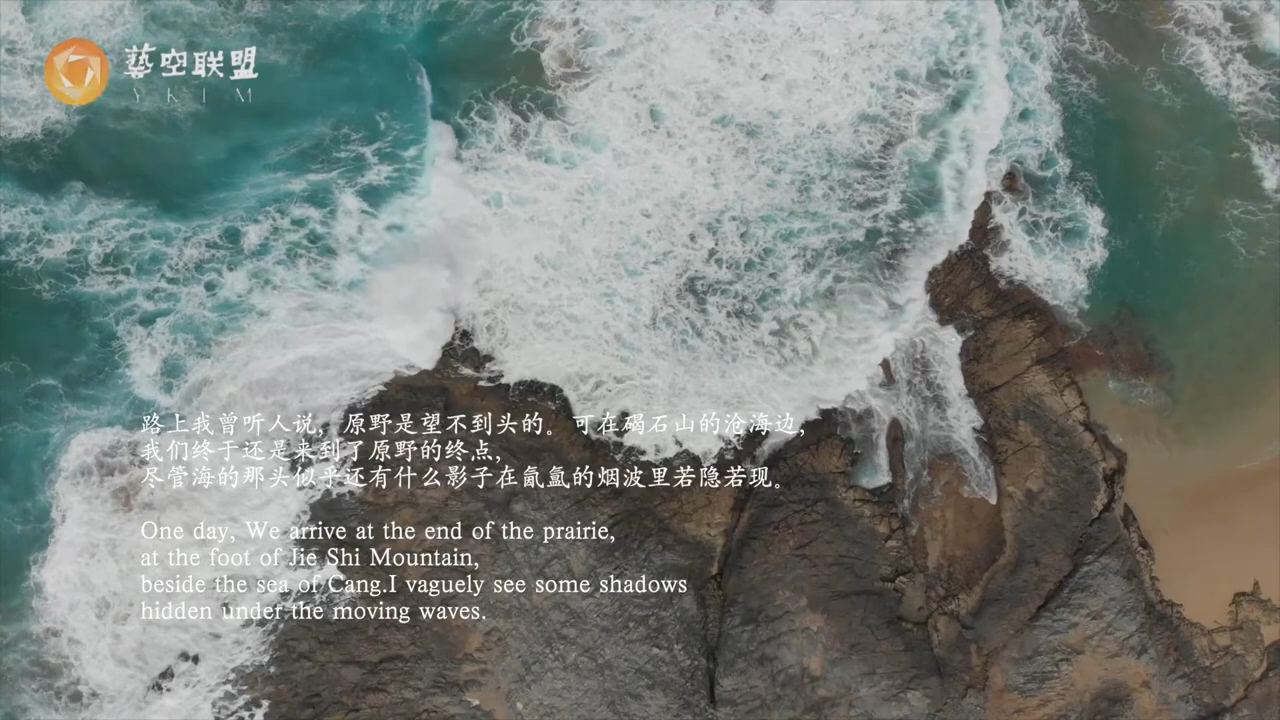 藝空联盟
YKIM
路上我曾听人说，原野是望不到头的。可在碣石山的沧海边，
我们终于还是来到了原野的终点，
尽管海的那头似乎还有什么影子在氤氲的烟波里若隐若现。
One day, We arrive at the end of the prairie,
at the foot of Jie Shi Mountain,
beside the sea of Cang.I vaguely see some shadows
hidden under the moving waves.